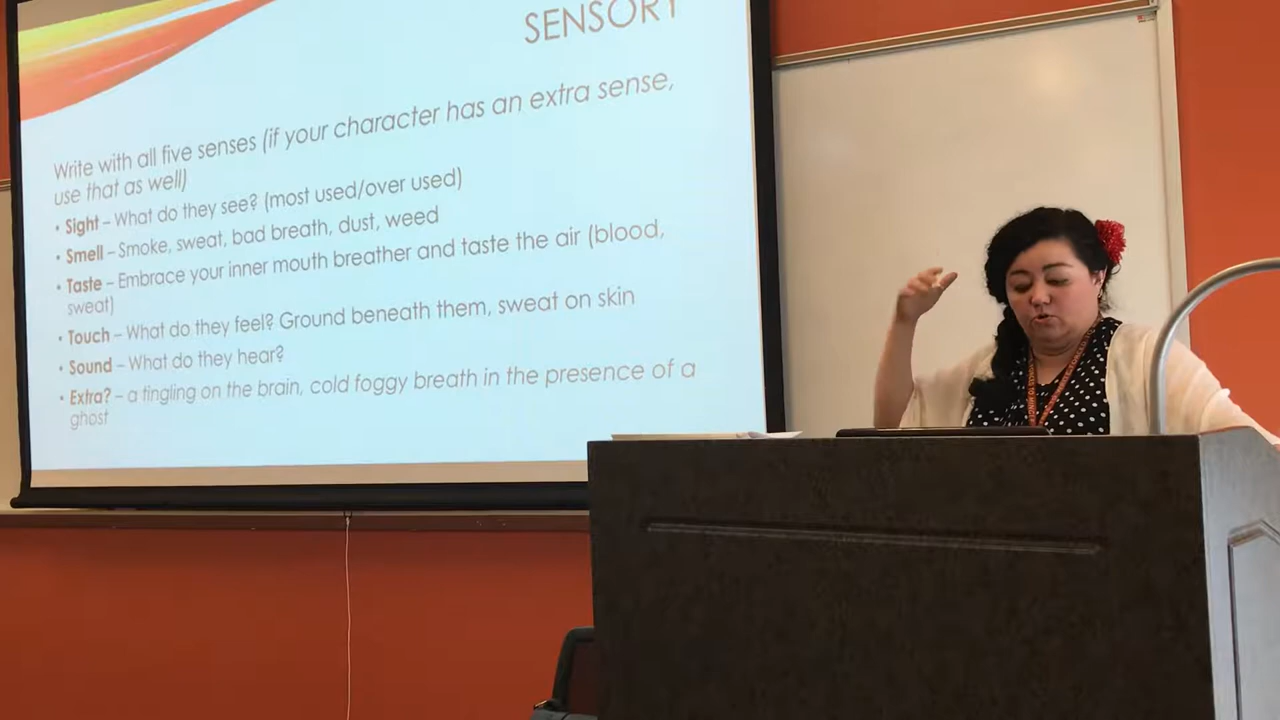 SENSORY
Write with all five senses (if your character has an extra sense,
use that as well)
• Sight – What do they see? (most used/over used)
• Smell – Smoke, sweat, bad breath, dust, weed
• Taste – Embrace your inner mouth breather and taste the air (blood,
sweat)
• Touch – What do they feel? Ground beneath them, sweat on skin
• Sound – What do they hear?
• Extra? – a tingling on the brain, cold foggy breath in the presence of a
ghost